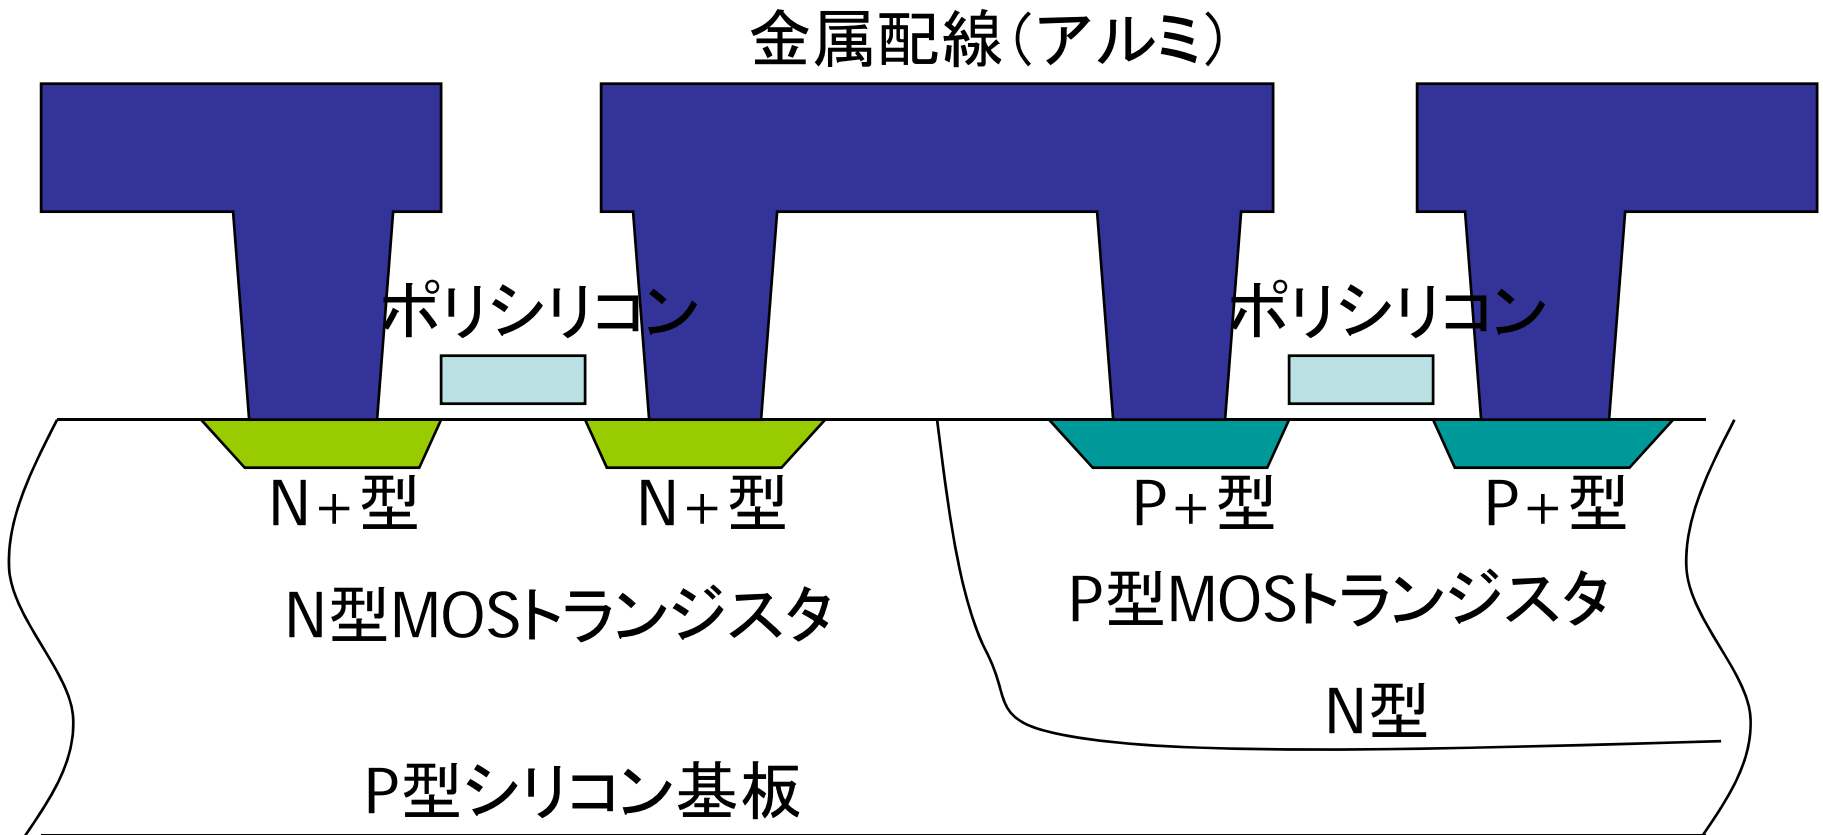 金属配線(アルミ)
ポリシリコン
ポリシリコン
N+型
N+型
P+型
P+型
N型MOSトランジスタ
P型MOSトランジスタ
N型
P型シリコン基板